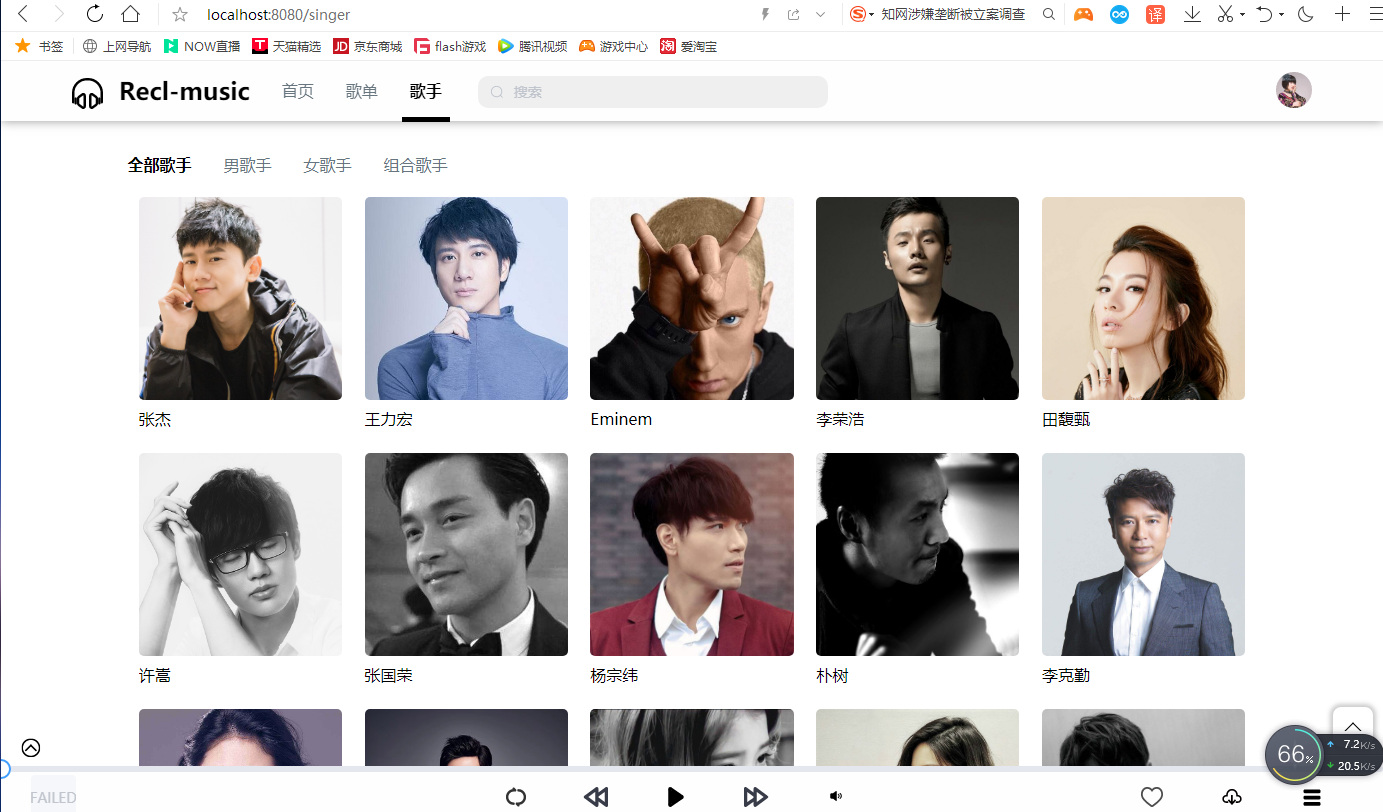 localhost:8080/singer
知网涉嫌垄断被立案调查
译
书签 上网导航 NOW直播 天猫精选 JD 京东商城 flash游戏 腾讯视频 游戏中心 淘 爱淘宝
Recl-music 首页 歌单 歌手 搜索
全部歌手 男歌手 女歌手 组合歌手
张杰 王力宏 Eminem 李荣浩 田馥甄
许嵩 张国荣 杨宗纬 朴树 李克勤
66%
7.2K/s
20.5K/s
FAILED